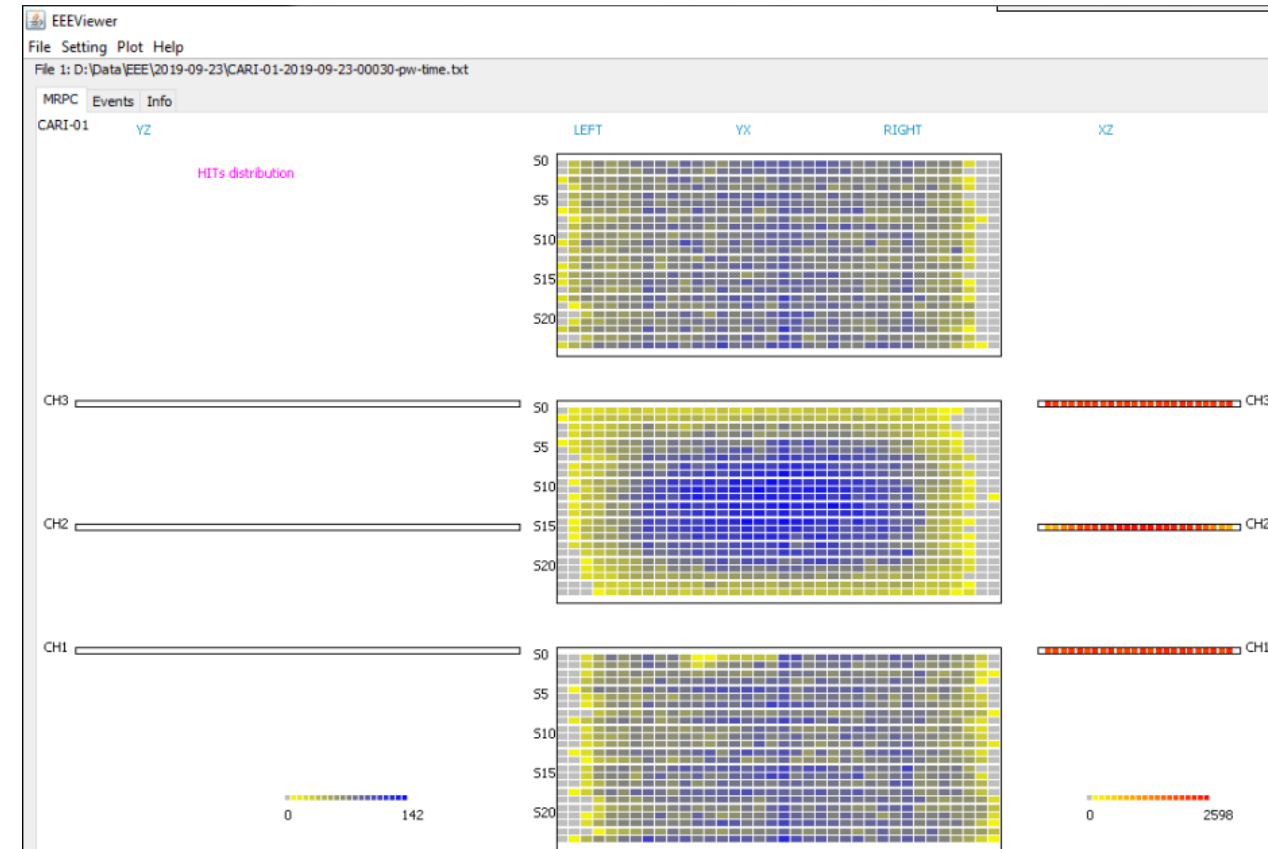 EEEViewer
File Setting Plot Help
File 1: D:\Data\EEE\2019-09-23\CARI-01-2019-09-23-00030-pw-time.txt
MRPC Events Info
CARI-01 YZ LEFT YX RIGHT XZ
HITs distribution
S0
S5
S10
S15
S20
CH3 S0 CH3
S5
S10
CH2 S15 CH2
S20
CH1 S0 CH1
S5
S10
S15
S20
0 142 0 2598